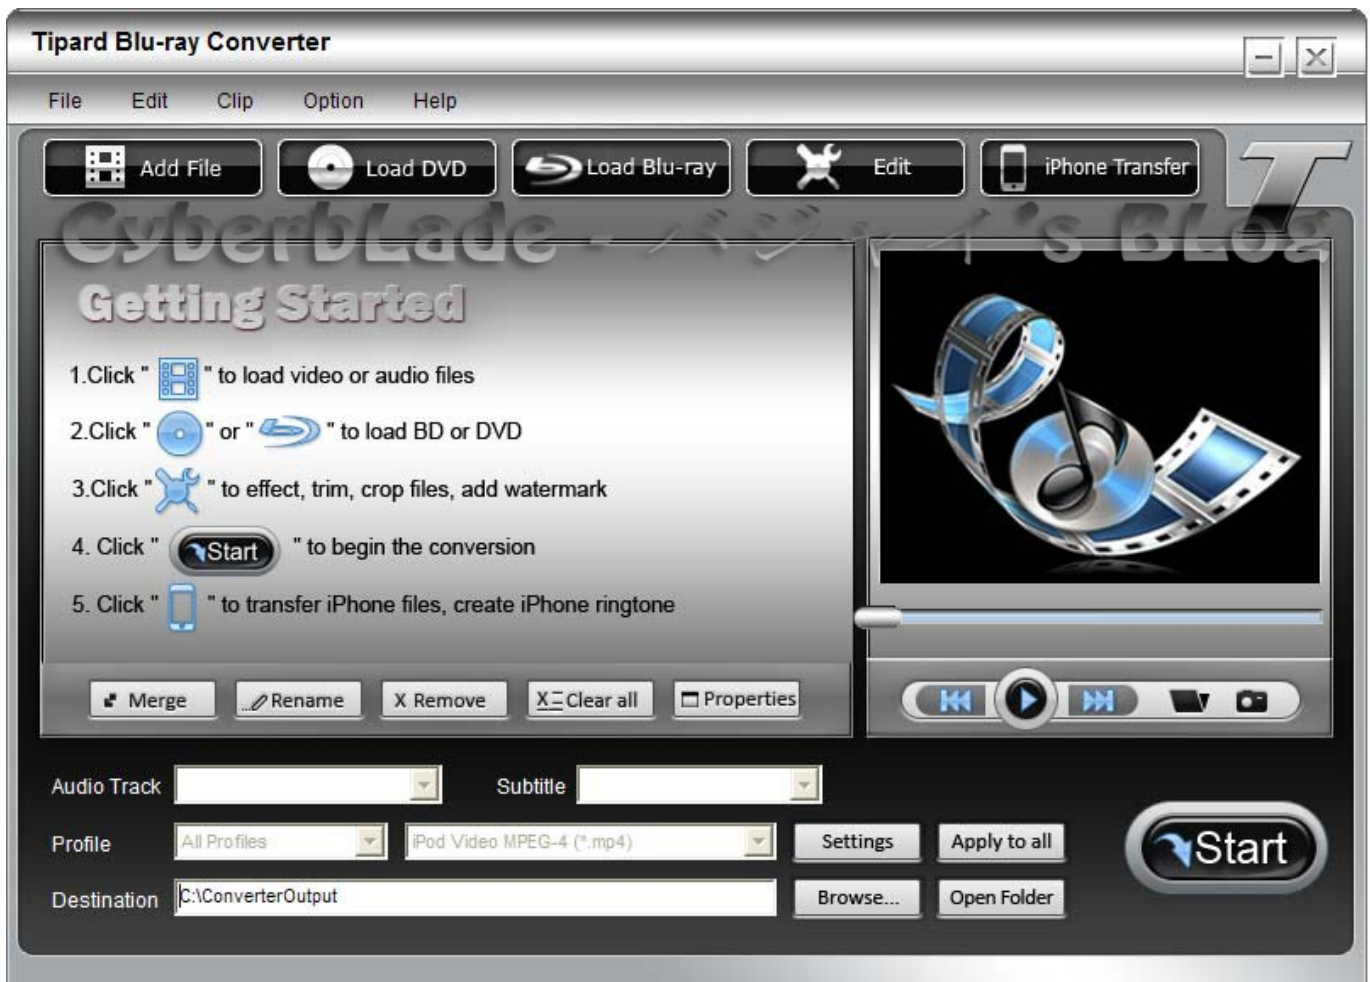 Tipard Blu-ray Converter
File Edit Clip Option Help
Add File Load DVD Load Blu-ray Edit iPhone Transfer
T
CyberbLade - バジャイ's BLog
Getting Started
1.Click " " to load video or audio files
2.Click " " or " " to load BD or DVD
3.Click " " to effect, trim, crop files, add watermark
4. Click " Start " to begin the conversion
5. Click " " to transfer iPhone files, create iPhone ringtone
Merge Rename X Remove Clear all Properties
Audio Track Subtitle
Profile All Profiles iPod Video MPEG-4 (*.mp4) Settings Apply to all
Start
Destination C:\ConverterOutput Browse... Open Folder